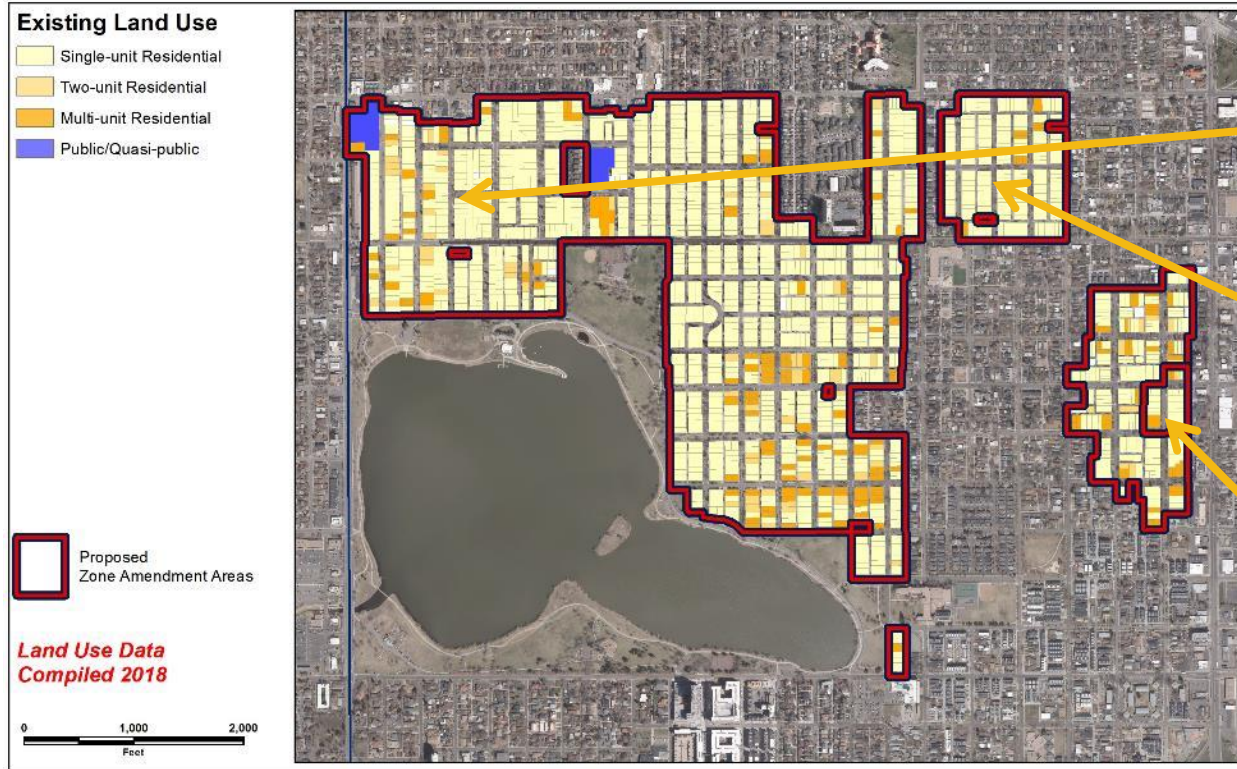 Existing Land Use
Single-unit Residential
Two-unit Residential
Multi-unit Residential
Public/Quasi-public
Proposed
Zone Amendment Areas
Land Use Data
Compiled 2018
0 1,000 2,000
Feet